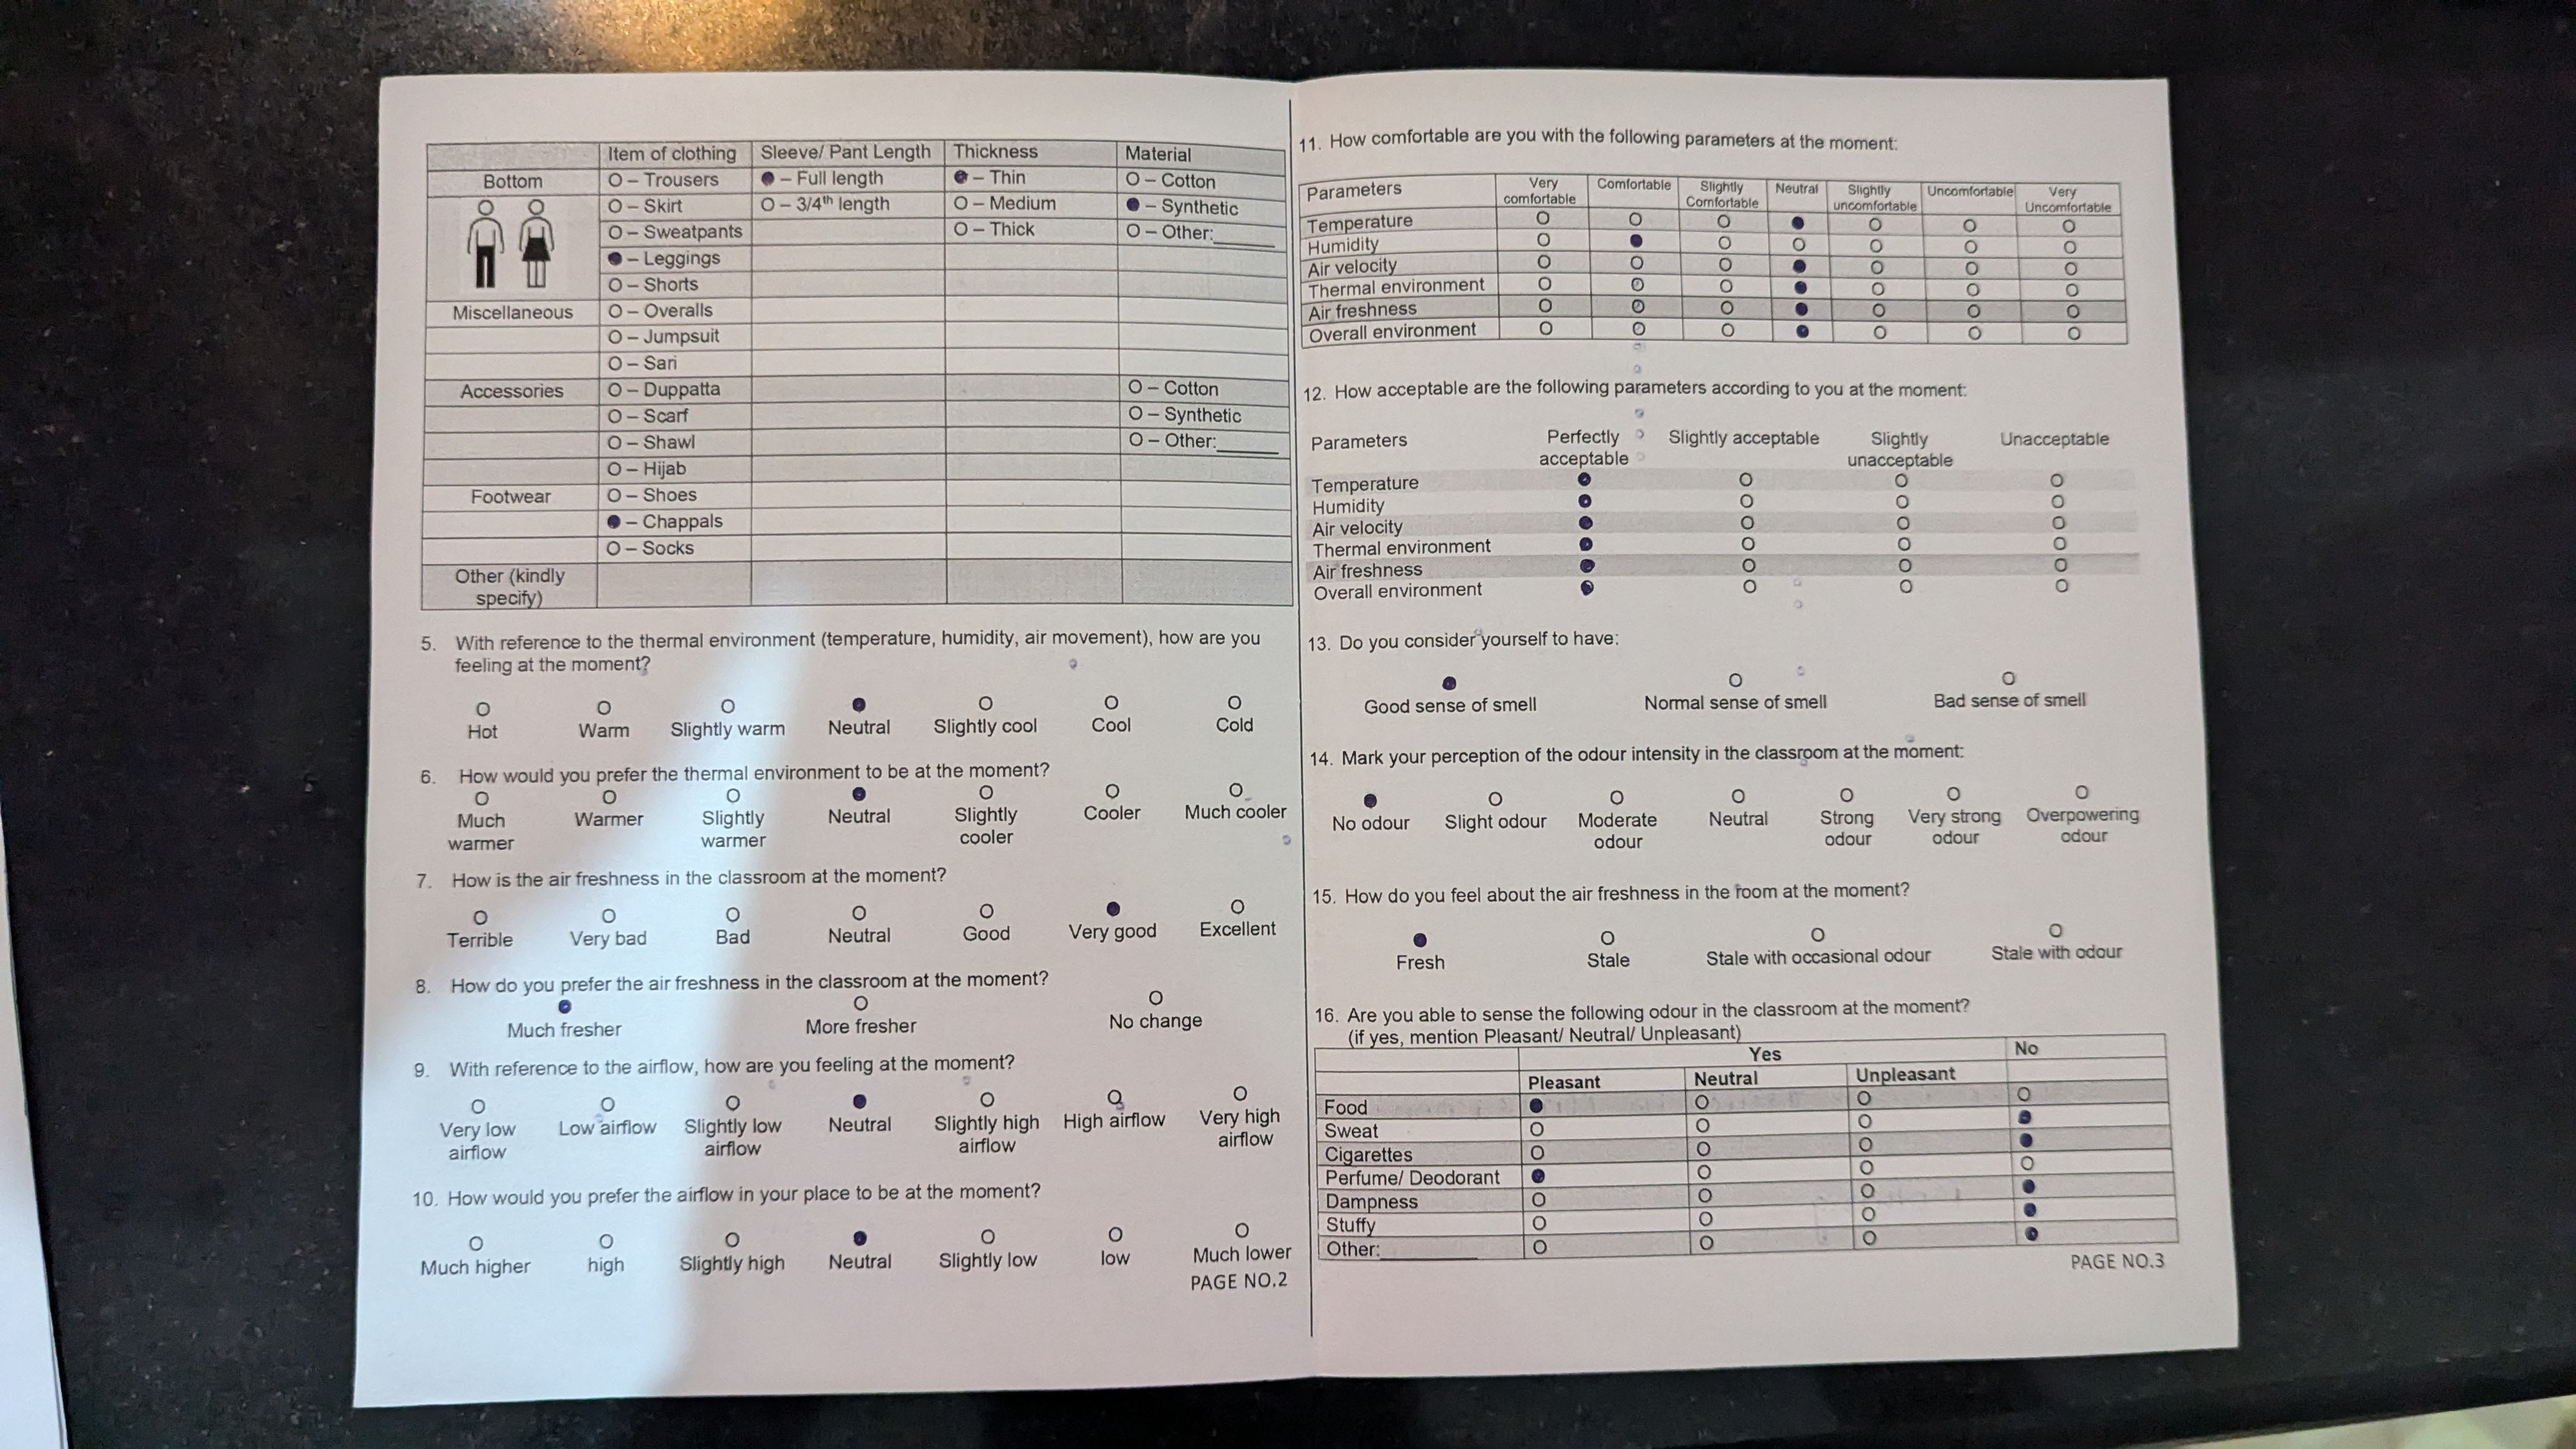 Item of clothing Sleeve/ Pant Length Thickness Material
Bottom O – Trousers ● – Full length ● – Thin O – Cotton
O – Skirt O – 3/4th length O – Medium ● – Synthetic
O – Sweatpants O – Thick O – Other:______
● – Leggings
O – Shorts
Miscellaneous O – Overalls
O – Jumpsuit
O – Sari
Accessories O – Duppatta O – Cotton
O – Scarf O – Synthetic
O – Shawl O – Other:______
O – Hijab
Footwear O – Shoes
● – Chappals
O – Socks
Other (kindly
specify)
5. With reference to the thermal environment (temperature, humidity, air movement), how are you
feeling at the moment?
O O O ● O O O
Hot Warm Slightly warm Neutral Slightly cool Cool Cold
6. How would you prefer the thermal environment to be at the moment?
O O O ● O O O
Much Warmer Slightly Neutral Slightly Cooler Much cooler
warmer warmer cooler
7. How is the air freshness in the classroom at the moment?
O O O O O ● O
Terrible Very bad Bad Neutral Good Very good Excellent
8. How do you prefer the air freshness in the classroom at the moment?
● O O
Much fresher More fresher No change
9. With reference to the airflow, how are you feeling at the moment?
O O O ● O O O
Very low Low airflow Slightly low Neutral Slightly high High airflow Very high
airflow airflow airflow airflow
10. How would you prefer the airflow in your place to be at the moment?
O O O ● O O O
Much higher high Slightly high Neutral Slightly low low Much lower
PAGE NO.2
11. How comfortable are you with the following parameters at the moment:
Parameters Very Comfortable Slightly Neutral Slightly Uncomfortable Very
comfortable Comfortable uncomfortable Uncomfortable
Temperature O O O ● O O O
Humidity O ● O O O O O
Air velocity O O O ● O O O
Thermal environment O O O ● O O O
Air freshness O O O ● O O O
Overall environment O O O ● O O O
12. How acceptable are the following parameters according to you at the moment:
Parameters Perfectly Slightly acceptable Slightly Unacceptable
acceptable unacceptable
Temperature ● O O O
Humidity ● O O O
Air velocity ● O O O
Thermal environment ● O O O
Air freshness ● O O O
Overall environment ● O O O
13. Do you consider yourself to have:
● O O
Good sense of smell Normal sense of smell Bad sense of smell
14. Mark your perception of the odour intensity in the classroom at the moment:
● O O O O O O
No odour Slight odour Moderate Neutral Strong Very strong Overpowering
odour odour odour odour
15. How do you feel about the air freshness in the room at the moment?
● O O O
Fresh Stale Stale with occasional odour Stale with odour
16. Are you able to sense the following odour in the classroom at the moment?
(if yes, mention Pleasant/ Neutral/ Unpleasant)
Yes No
Pleasant Neutral Unpleasant
Food ● O O O
Sweat O O O ●
Cigarettes O O O ●
Perfume/ Deodorant ● O O O
Dampness O O O ●
Stuffy O O O ●
Other:__________ O O O ●
PAGE NO.3